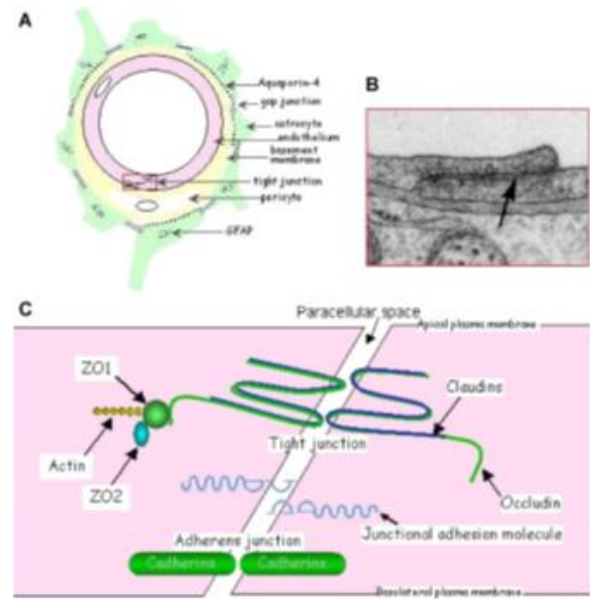 A
Aquaporin-4
gap junction
astrocyte
endothelium
basement
membrane
tight junction
pericyte
GFAP
B
C
Paracellular space
Apical plasma membrane
ZO1
Claudins
Tight junction
Actin
ZO2
Occludin
Junctional adhesion molecule
Adherens junction
Cadherins
Cadherins
Basolateral plasma membrane